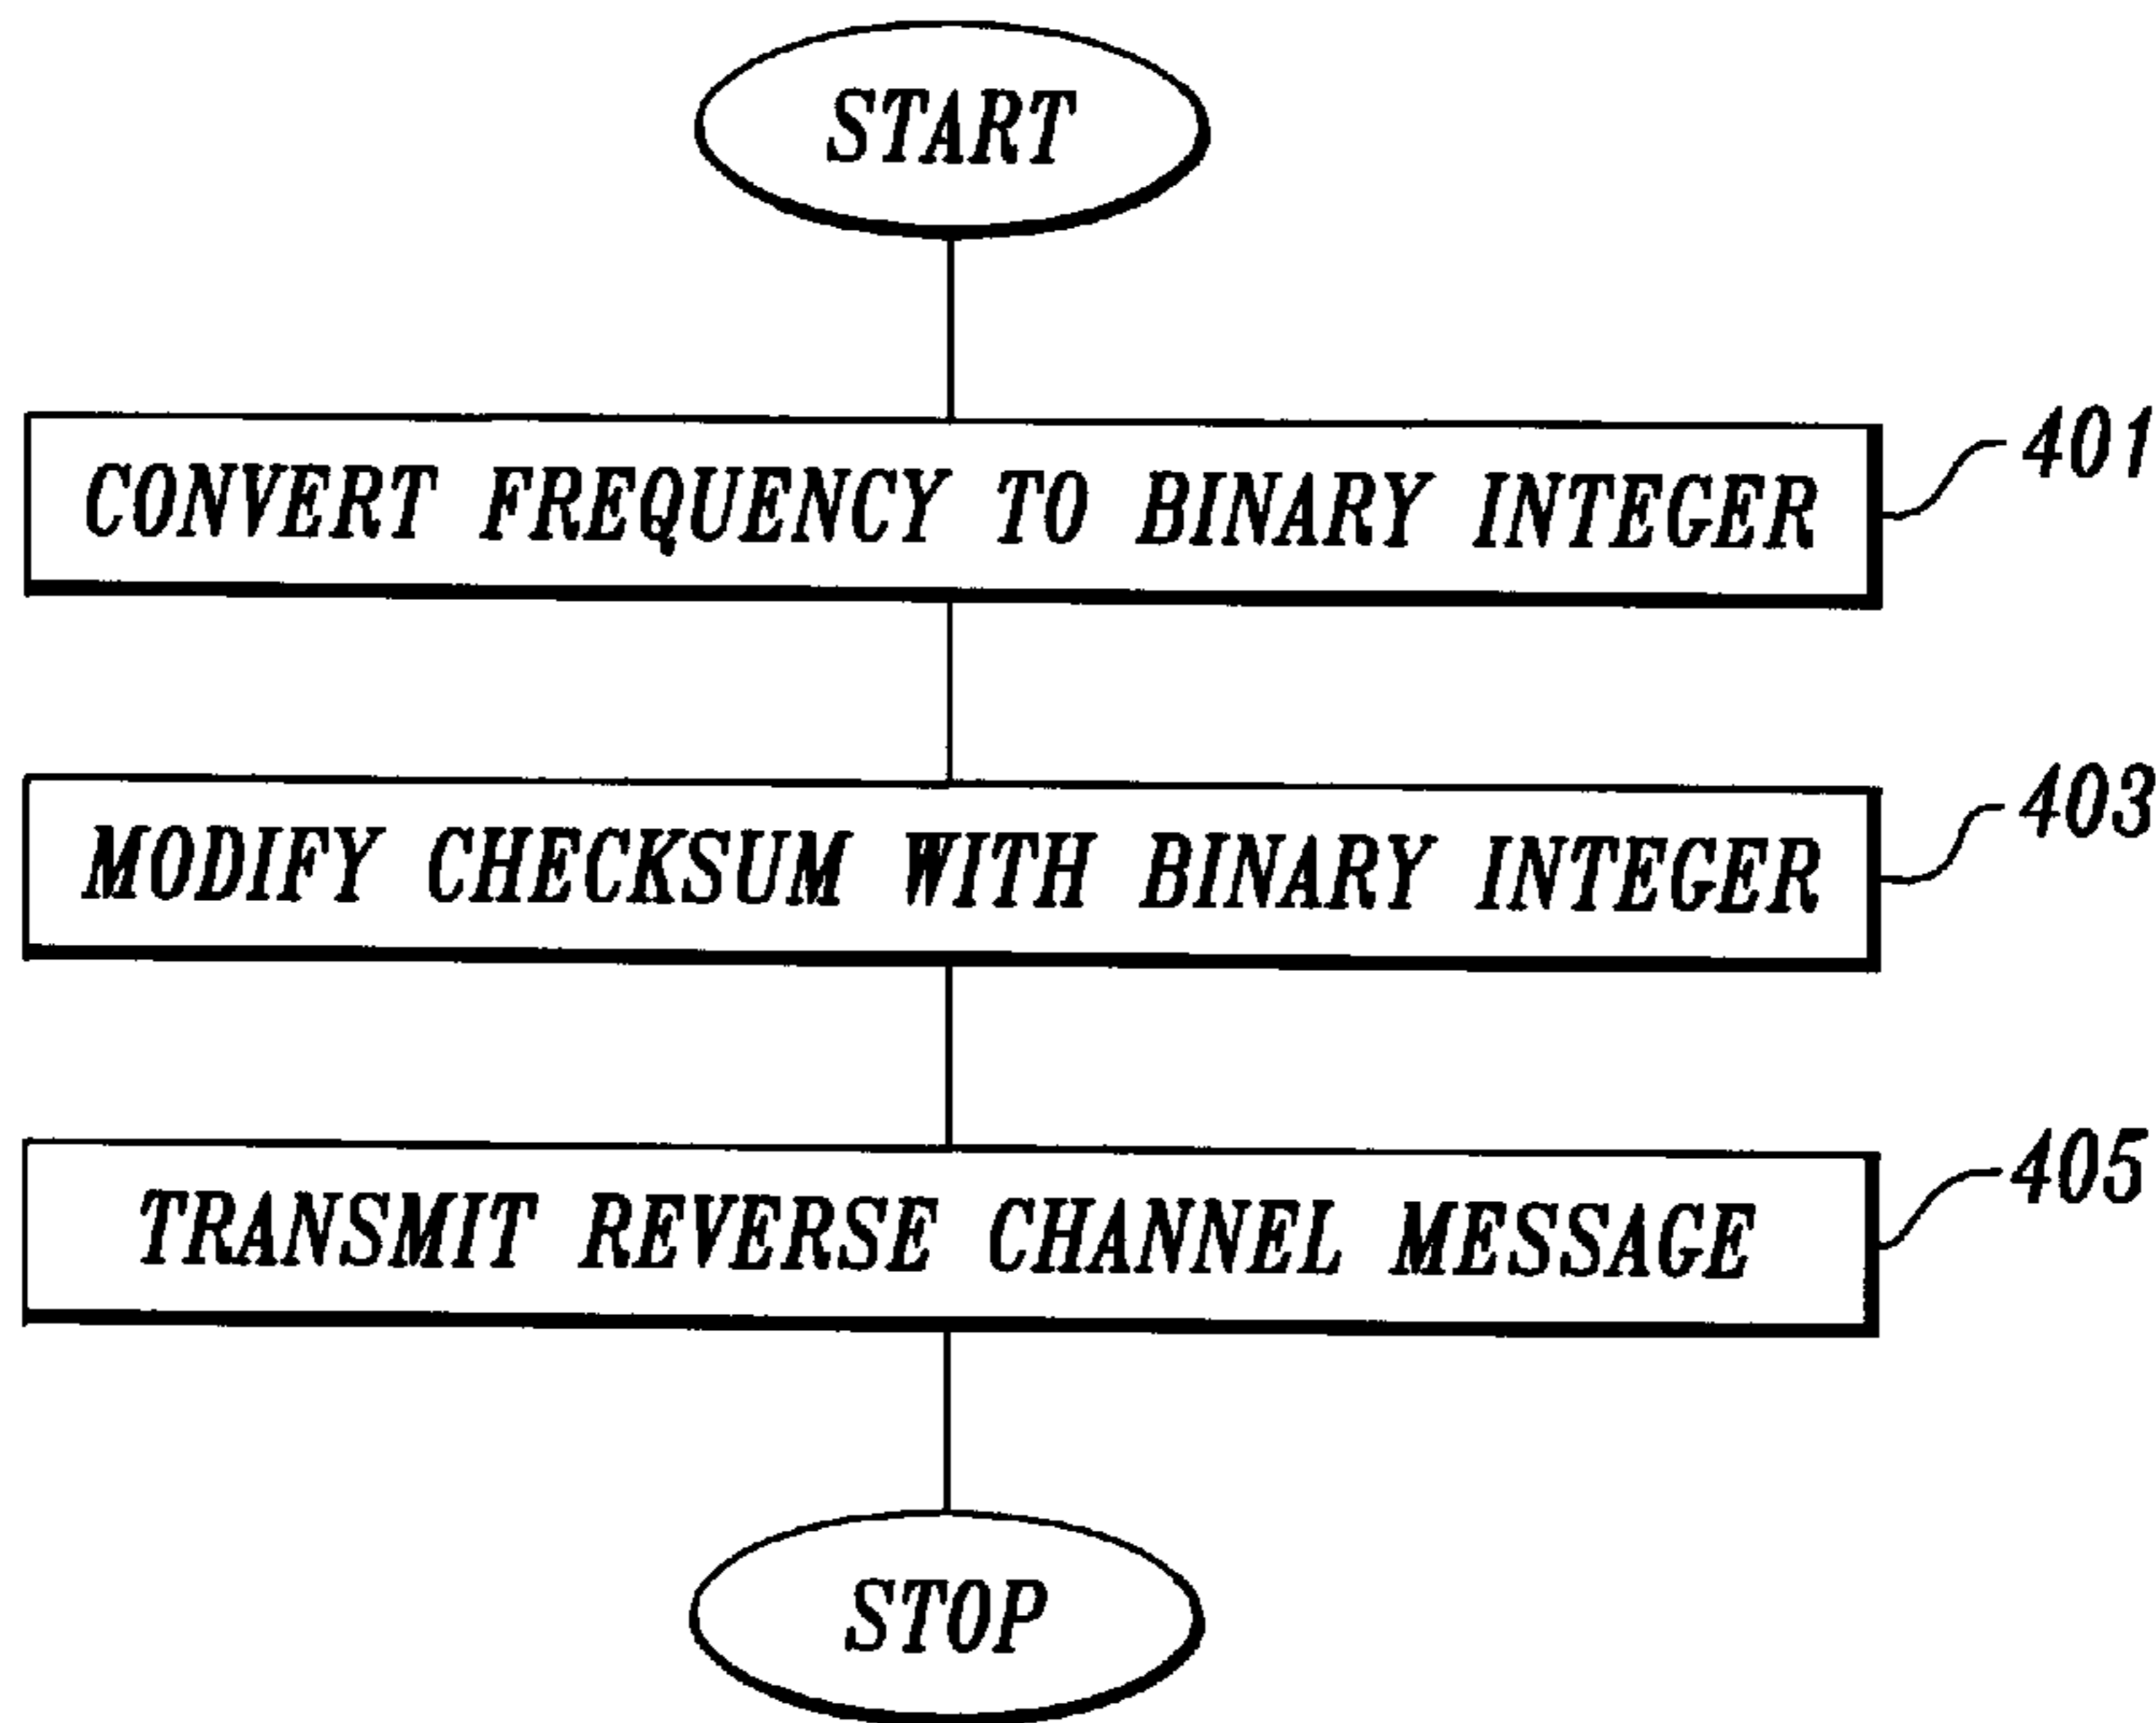 START
CONVERT FREQUENCY TO BINARY INTEGER
401
MODIFY CHECKSUM WITH BINARY INTEGER
403
TRANSMIT REVERSE CHANNEL MESSAGE
405
STOP